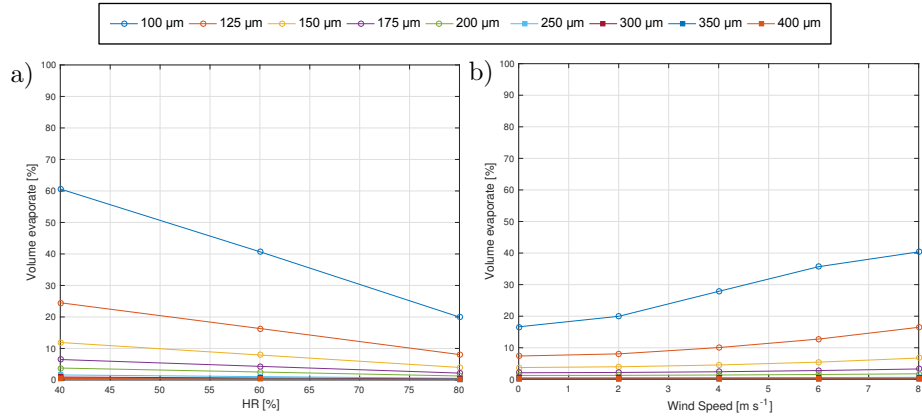 100 μm 125 μm 150 μm 175 μm 200 μm 250 μm 300 μm 350 μm 400 μm
a)
100
90
80
70
60
50
40
30
20
10
0
Volume evaporate [%]
40 45 50 55 60 65 70 75 80
HR [%]
b)
100
90
80
70
60
50
40
30
20
10
0
Volume evaporate [%]
0 1 2 3 4 5 6 7 8
Wind Speed [m s⁻¹]